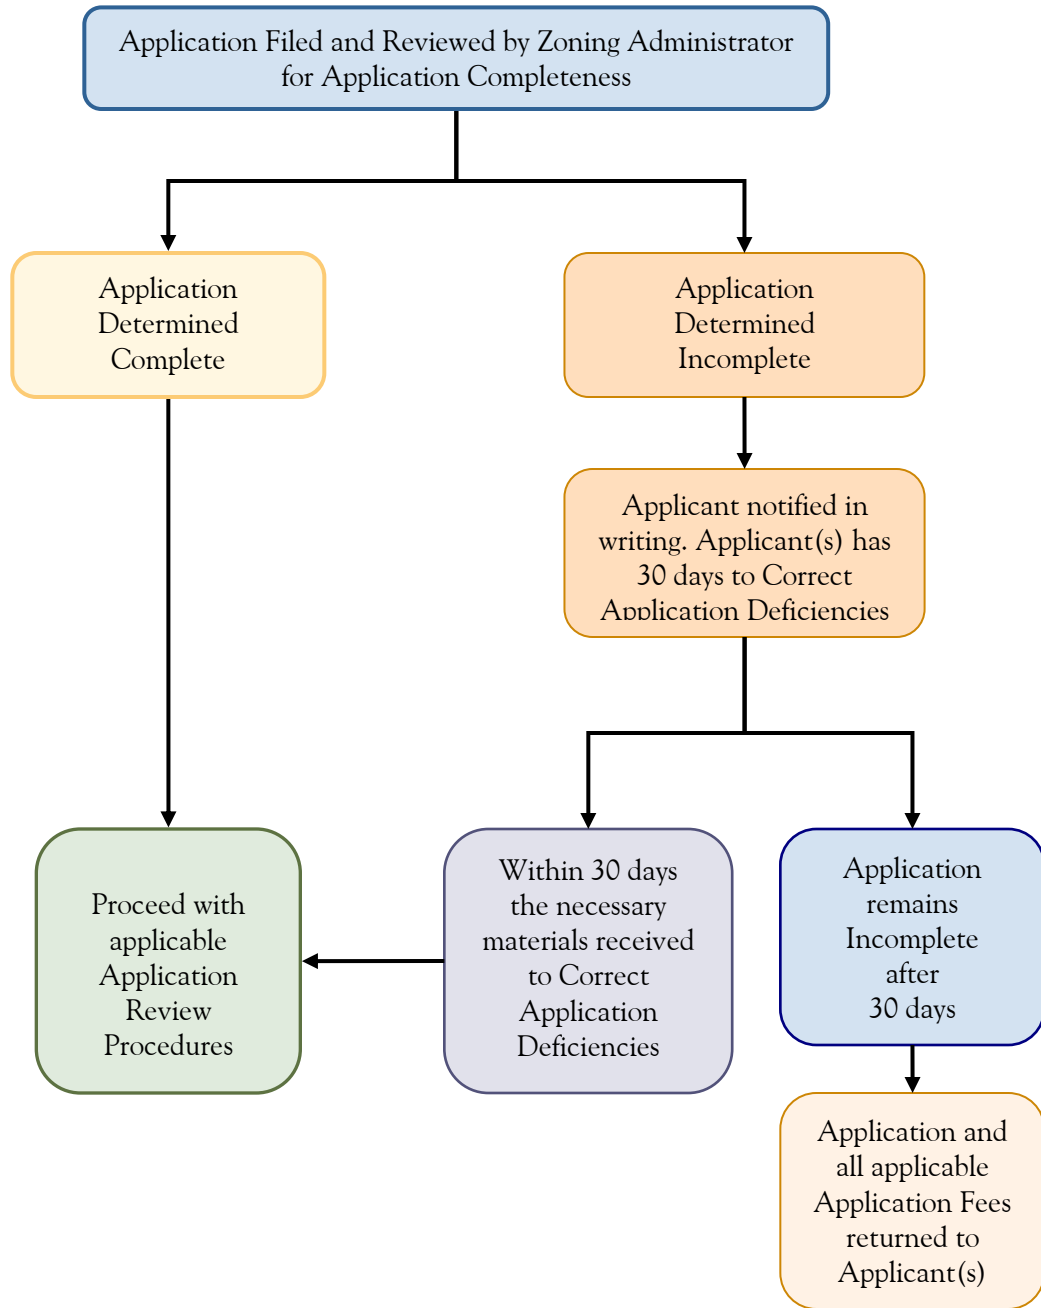 Application Filed and Reviewed by Zoning Administrator
for Application Completeness
Application
Determined
Complete
Application
Determined
Incomplete
Applicant notified in
writing. Applicant(s) has
30 days to Correct
Application Deficiencies
Proceed with
applicable
Application
Review
Procedures
Within 30 days
the necessary
materials received
to Correct
Application
Deficiencies
Application
remains
Incomplete
after
30 days
Application and
all applicable
Application Fees
returned to
Applicant(s)